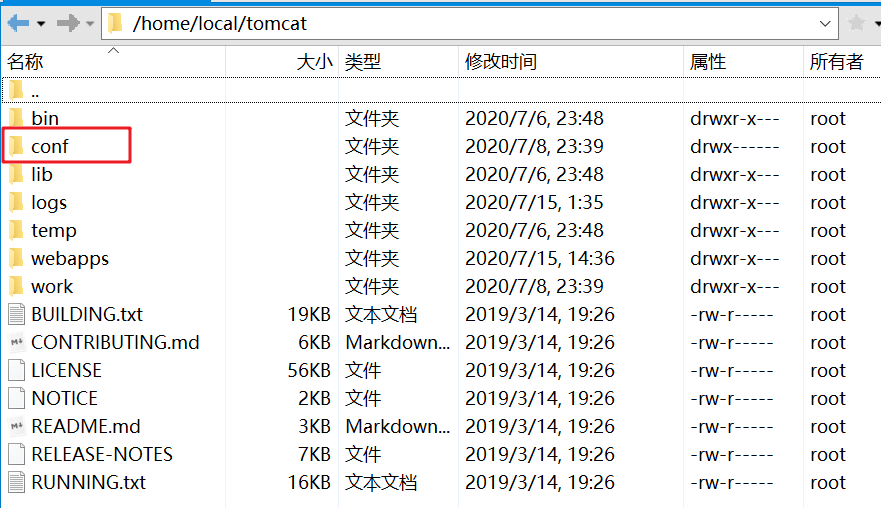 /home/local/tomcat
名称 大小 类型 修改时间 属性 所有者
..
bin 文件夹 2020/7/6, 23:48 drwxr-x--- root
conf 文件夹 2020/7/8, 23:39 drwx------ root
lib 文件夹 2020/7/6, 23:48 drwxr-x--- root
logs 文件夹 2020/7/15, 1:35 drwxr-x--- root
temp 文件夹 2020/7/6, 23:48 drwxr-x--- root
webapps 文件夹 2020/7/15, 14:36 drwxr-x--- root
work 文件夹 2020/7/8, 23:39 drwxr-x--- root
BUILDING.txt 19KB 文本文档 2019/3/14, 19:26 -rw-r----- root
CONTRIBUTING.md 6KB Markdown... 2019/3/14, 19:26 -rw-r----- root
LICENSE 56KB 文件 2019/3/14, 19:26 -rw-r----- root
NOTICE 2KB 文件 2019/3/14, 19:26 -rw-r----- root
README.md 3KB Markdown... 2019/3/14, 19:26 -rw-r----- root
RELEASE-NOTES 7KB 文件 2019/3/14, 19:26 -rw-r----- root
RUNNING.txt 16KB 文本文档 2019/3/14, 19:26 -rw-r----- root